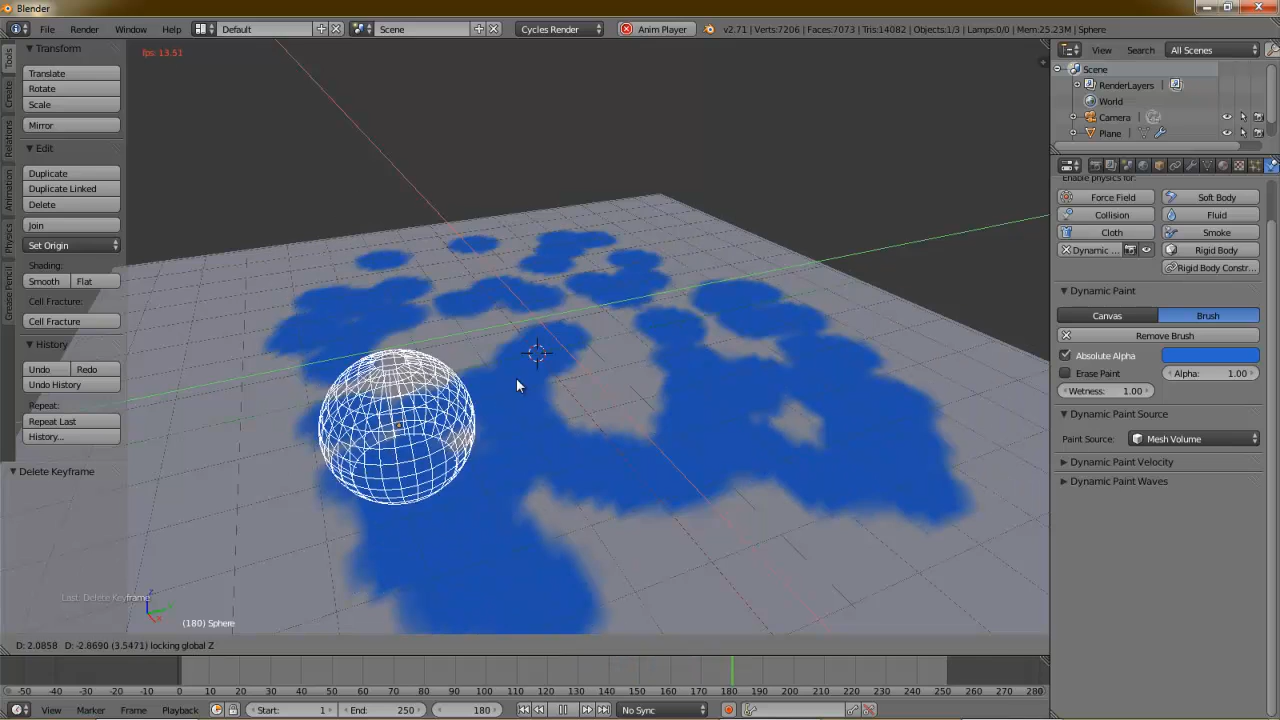 Blender
File Render Window Help Default Scene Cycles Render Anim Player v2.71 | Verts:7206 | Faces:7073 | Tris:14082 | Objects:1/3 | Lamps:0/0 | Mem:25.23M | Sphere
fps: 13.51
Tools
Create
Relations
Animation
Physics
Grease Pencil
Transform
Translate
Rotate
Scale
Mirror
Edit
Duplicate
Duplicate Linked
Delete
Join
Set Origin
Shading:
Smooth Flat
Cell Fracture:
Cell Fracture
History
Undo Redo
Undo History
Repeat:
Repeat Last
History...
Delete Keyframe
Last: Delete Keyframe
(180) Sphere
D: 2.0858 D: -2.8690 (3.5471) locking global Z
View Search All Scenes
Scene
RenderLayers
World
Camera
Plane
Enable physics for:
Force Field Soft Body
Collision Fluid
Cloth Smoke
Dynamic ... Rigid Body
Rigid Body Constr...
Dynamic Paint
Canvas Brush
Remove Brush
Absolute Alpha
Erase Paint Alpha: 1.00
Wetness: 1.00
Dynamic Paint Source
Paint Source: Mesh Volume
Dynamic Paint Velocity
Dynamic Paint Waves
-50 -40 -30 -20 -10 0 10 20 30 40 50 60 70 80 90 100 110 120 130 140 150 160 170 180 190 200 210 220 230 240 250 260 270 280
View Marker Frame Playback Start: 1 End: 250 180 No Sync